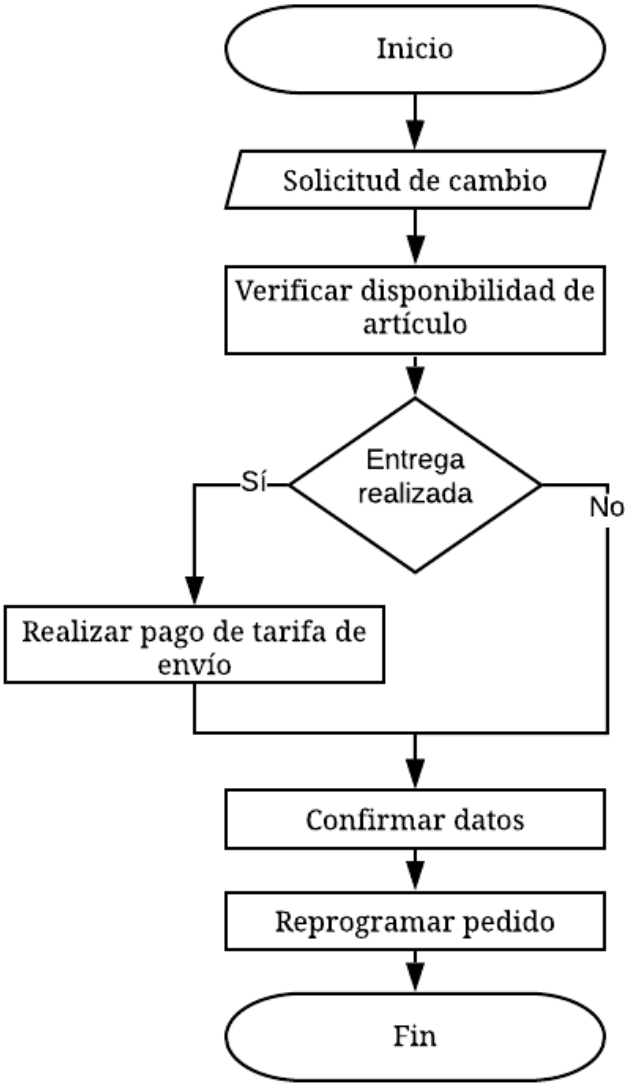 Inicio
Solicitud de cambio
Verificar disponibilidad de
artículo
Entrega
realizada
Sí
No
Realizar pago de tarifa de
envío
Confirmar datos
Reprogramar pedido
Fin